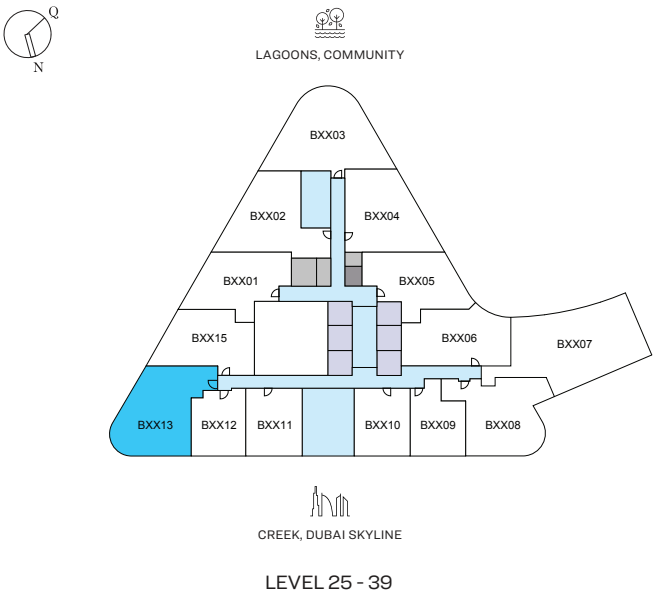 Q
N
LAGOONS, COMMUNITY
BXX03
BXX02
BXX04
BXX01
BXX05
BXX15
BXX06
BXX07
BXX13
BXX12
BXX11
BXX10
BXX09
BXX08
CREEK, DUBAI SKYLINE
LEVEL 25 - 39